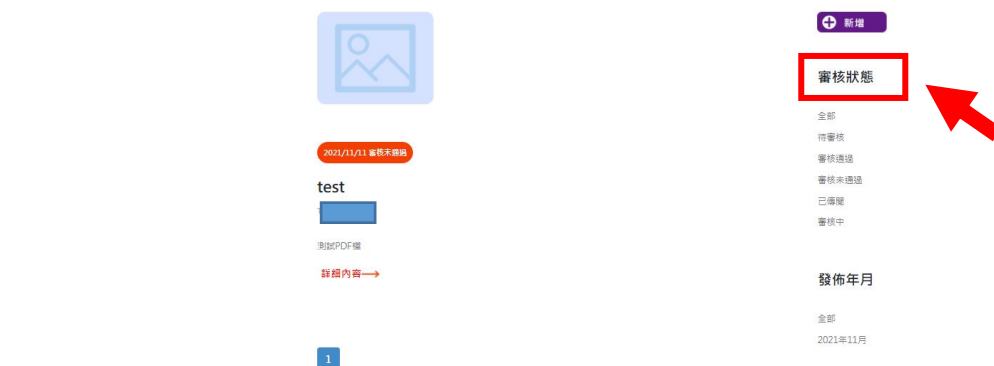 2021/11/11 審核未通過
test
測試PDF檔
詳細內容
1
新增
審核狀態
全部
待審核
審核通過
審核未通過
已傳閱
審核中
發佈年月
全部
2021年11月